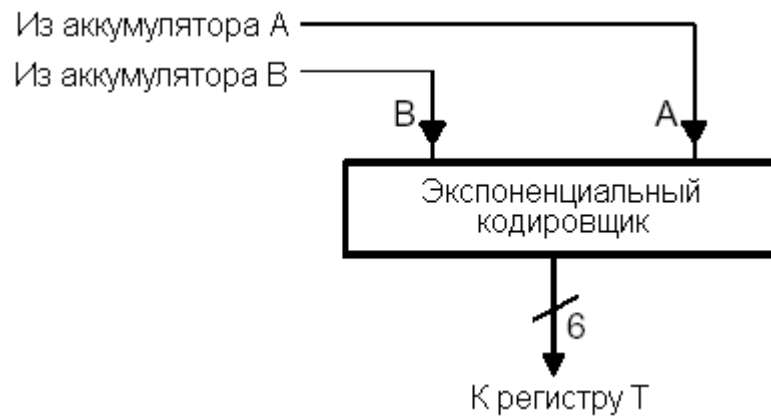 Из аккумулятора А
Из аккумулятора В
В
А
Экспоненциальный
кодировщик
6
К регистру Т